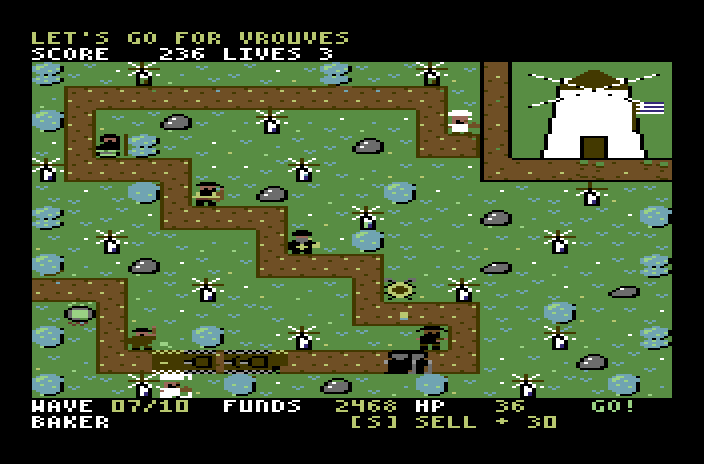 LET'S GO FOR VROUVES
SCORE 236 LIVES 3
WAVE 07/10 FUNDS 2468 HP 36 GO!
BAKER [S] SELL + 30